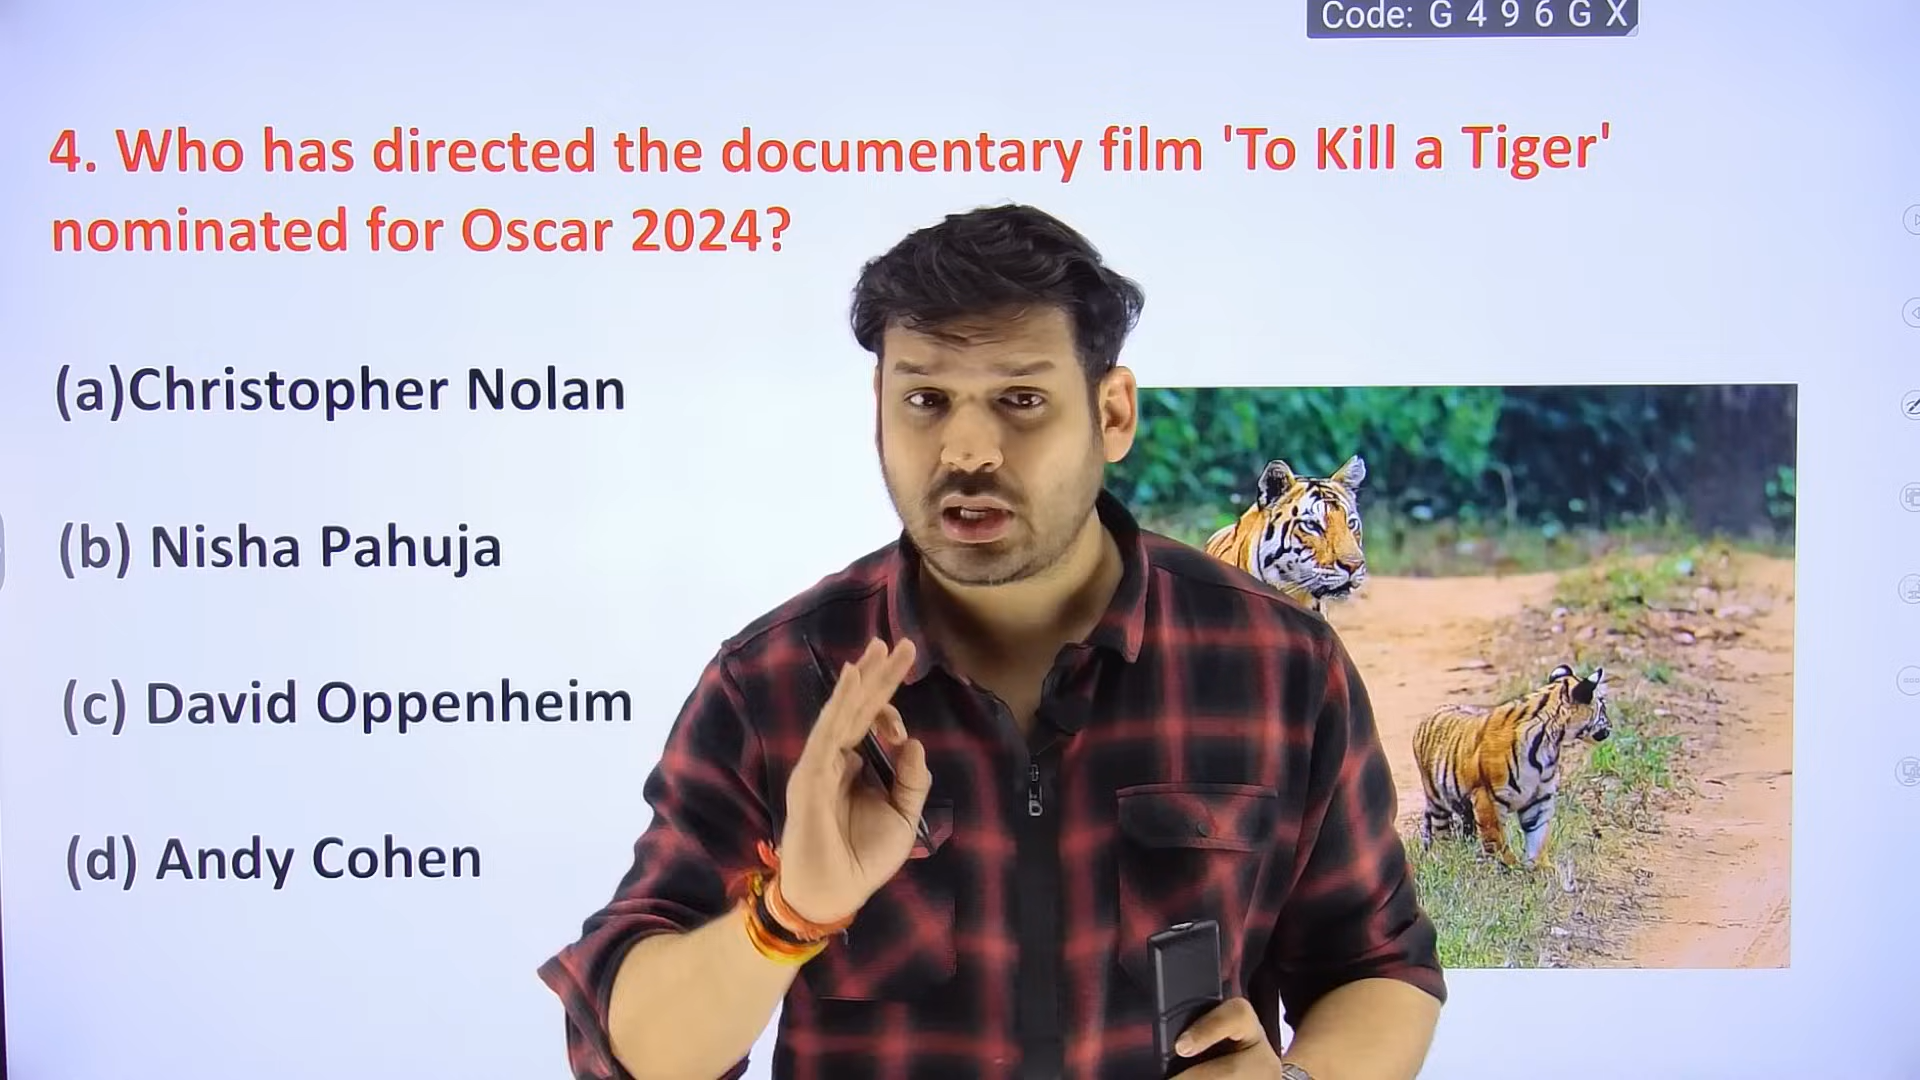 Code: G 4 9 6 G X
4. Who has directed the documentary film 'To Kill a Tiger'
nominated for Oscar 2024?
(a)Christopher Nolan
(b) Nisha Pahuja
(c) David Oppenheim
(d) Andy Cohen